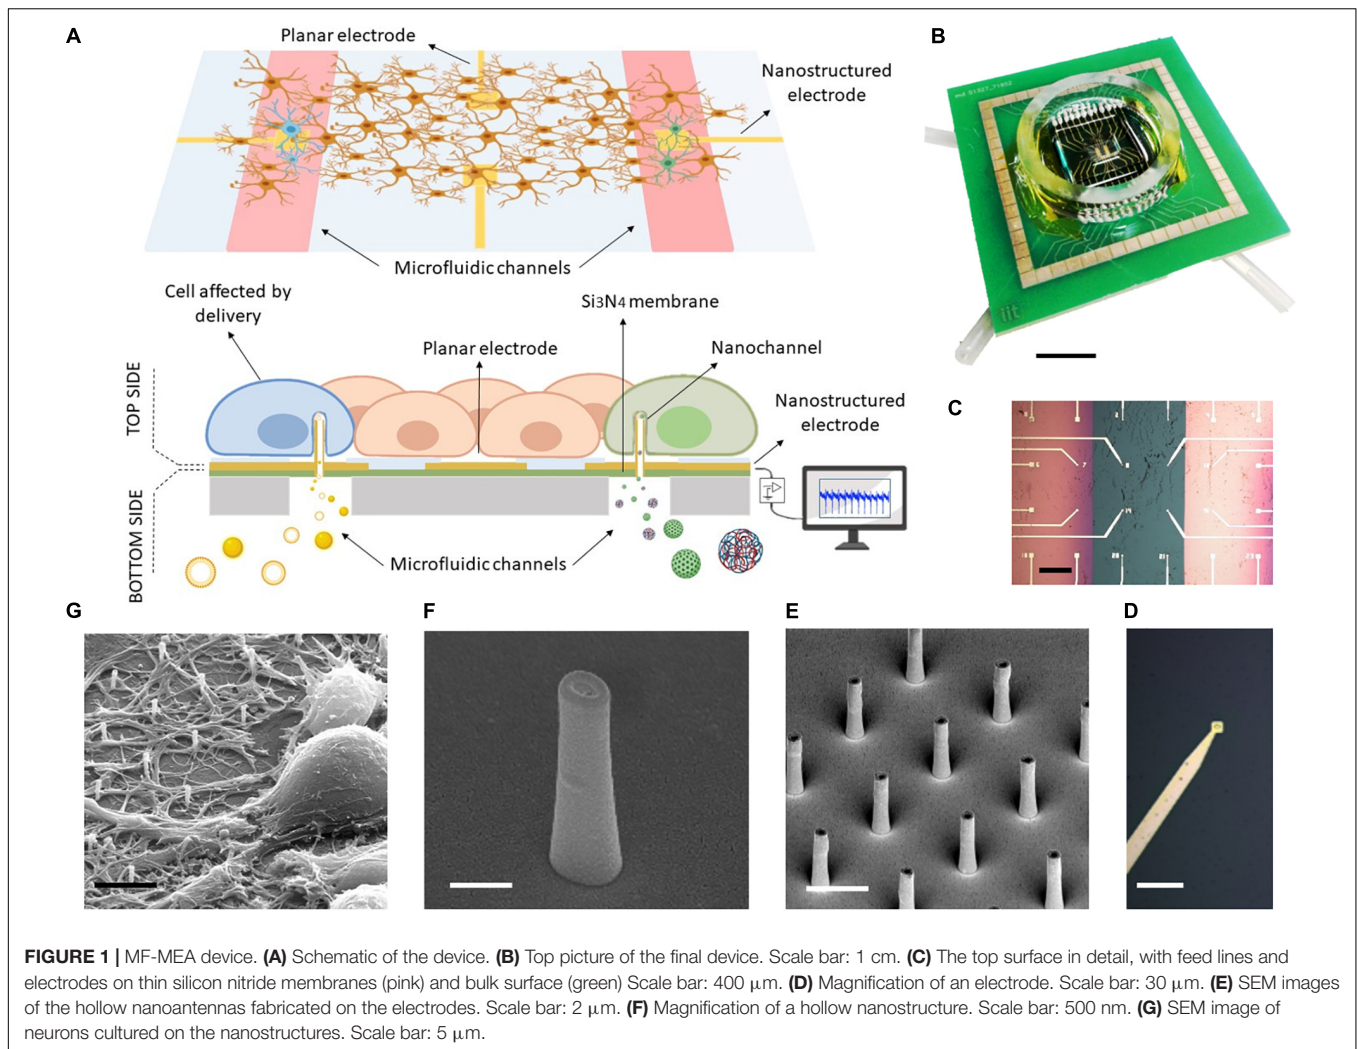 A
Planar electrode
Nanostructured
electrode
Microfluidic channels
B
iit
Cell affected by
delivery
Si3N4 membrane
Planar electrode
Nanochannel
Nanostructured
electrode
TOP SIDE
BOTTOM SIDE
Microfluidic channels
C
G
F
E
D
FIGURE 1 | MF-MEA device. (A) Schematic of the device. (B) Top picture of the final device. Scale bar: 1 cm. (C) The top surface in detail, with feed lines and
electrodes on thin silicon nitride membranes (pink) and bulk surface (green) Scale bar: 400 μm. (D) Magnification of an electrode. Scale bar: 30 μm. (E) SEM images
of the hollow nanoantennas fabricated on the electrodes. Scale bar: 2 μm. (F) Magnification of a hollow nanostructure. Scale bar: 500 nm. (G) SEM image of
neurons cultured on the nanostructures. Scale bar: 5 μm.